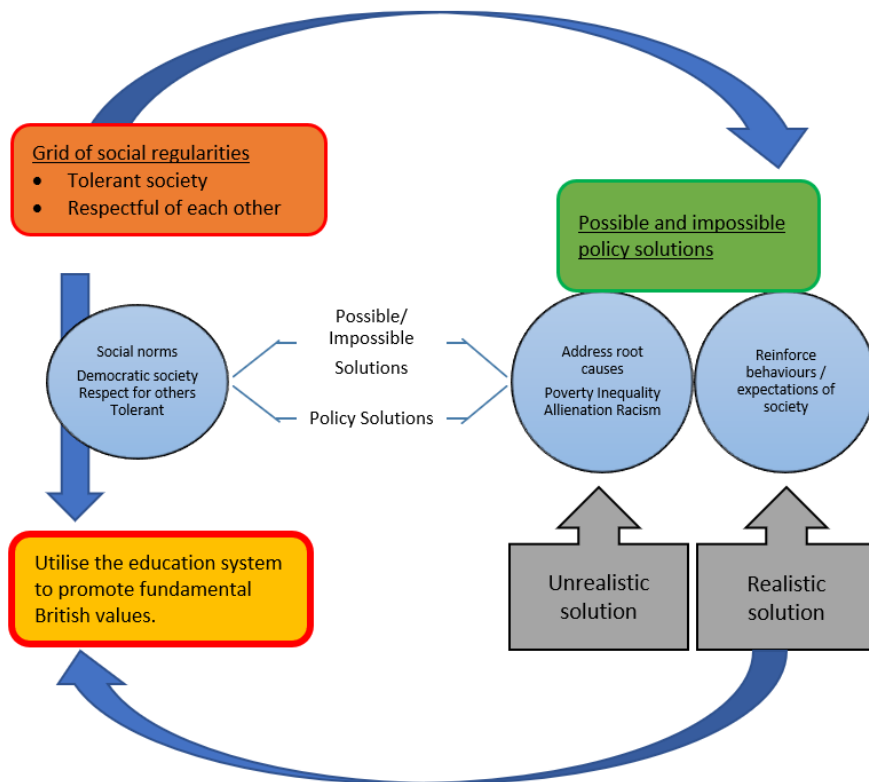 Grid of social regularities
• Tolerant society
• Respectful of each other
Possible and impossible
policy solutions
Social norms
Democratic society
Respect for others
Tolerant
Possible/
Impossible
Solutions
Policy Solutions
Address root
causes
Poverty Inequality
Allienation Racism
Reinforce
behaviours /
expectations of
society
Utilise the education system
to promote fundamental
British values.
Unrealistic
solution
Realistic
solution